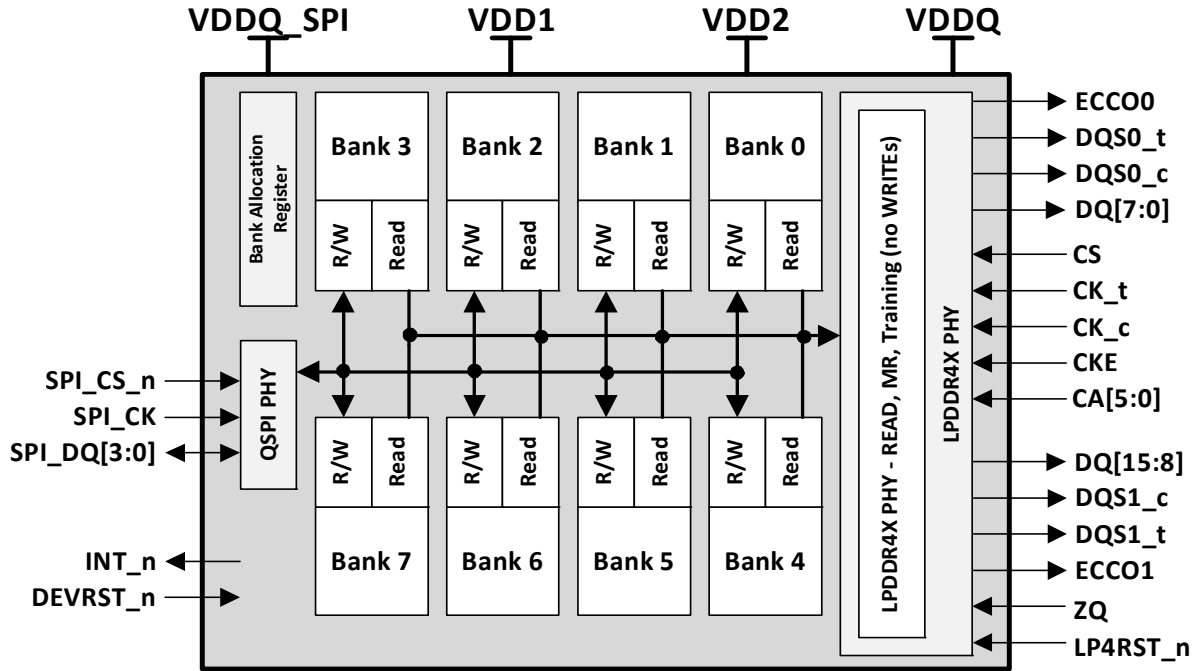 VDDQ_SPI
VDD1
VDD2
VDDQ
Bank Allocation
Register
Bank 3
Bank 2
Bank 1
Bank 0
R/W
Read
R/W
Read
R/W
Read
R/W
Read
QSPI PHY
SPI_CS_n
SPI_CK
SPI_DQ[3:0]
INT_n
DEVRST_n
R/W
Read
R/W
Read
R/W
Read
R/W
Read
Bank 7
Bank 6
Bank 5
Bank 4
LPDDR4X PHY - READ, MR, Training (no WRITEs)
LPDDR4X PHY
ECCO0
DQS0_t
DQS0_c
DQ[7:0]
CS
CK_t
CK_c
CKE
CA[5:0]
DQ[15:8]
DQS1_c
DQS1_t
ECCO1
ZQ
LP4RST_n